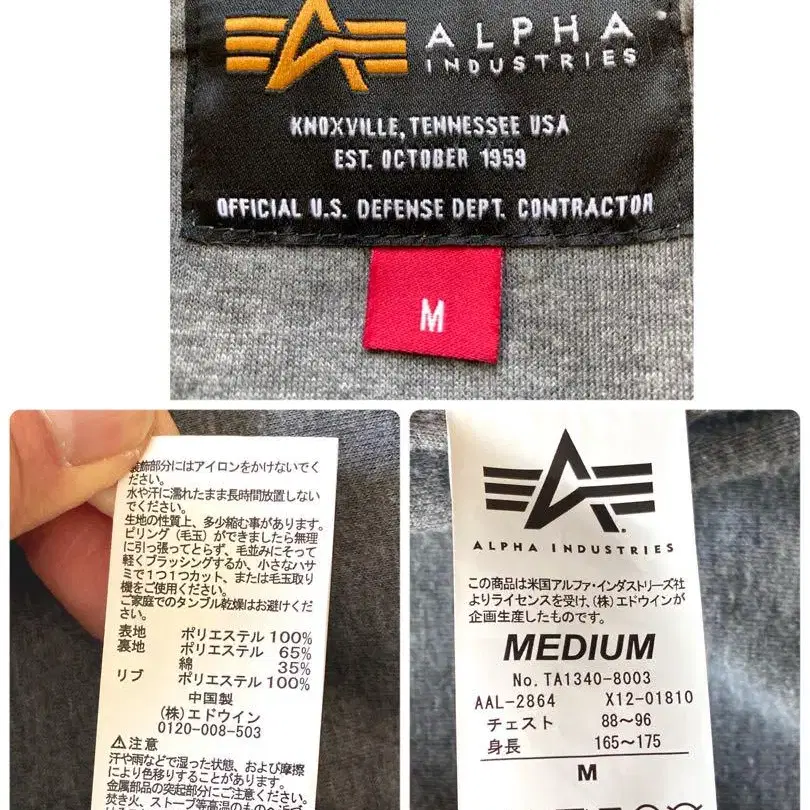 ALPHA
INDUSTRIES
KNOXVILLE, TENNESSEE USA
EST. OCTOBER 1959
OFFICIAL U.S. DEFENSE DEPT. CONTRACTOR
M
装飾部分にはアイロンをかけないでく
ださい。
水や汗に濡れたまま長時間放置しない
でください。
生地の性質上、多少縮む事があります。
ピリング（毛玉）ができましたら無理
に引っ張ってとらず、毛並みにそって
軽くブラッシングするか、小さなハサ
ミで１つ１つカット、または毛玉取り
機をご使用ください。
ご家庭でのタンブル乾燥はお避けくだ
さい。
表地 ポリエステル 100%
裏地 ポリエステル 65%
綿 35%
リブ ポリエステル 100%
中国製
(株)エドウイン
0120-008-503
⚠注意
汗や雨などで湿った状態、および摩擦
により色移りすることがあります。
金属部品の突起部分にご注意ください。
焚き火、ストーブ等高温のもの
ALPHA INDUSTRIES
この商品は米国アルファ・インダストリーズ社
よりライセンスを受け、(株)エドウインが
企画生産したものです。
MEDIUM
No. TA1340-8003
AAL-2864 X12-01810
チェスト 88～96
身長 165～175
M